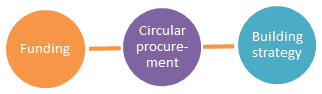 Funding
Circular
procure-
ment
Building
strategy